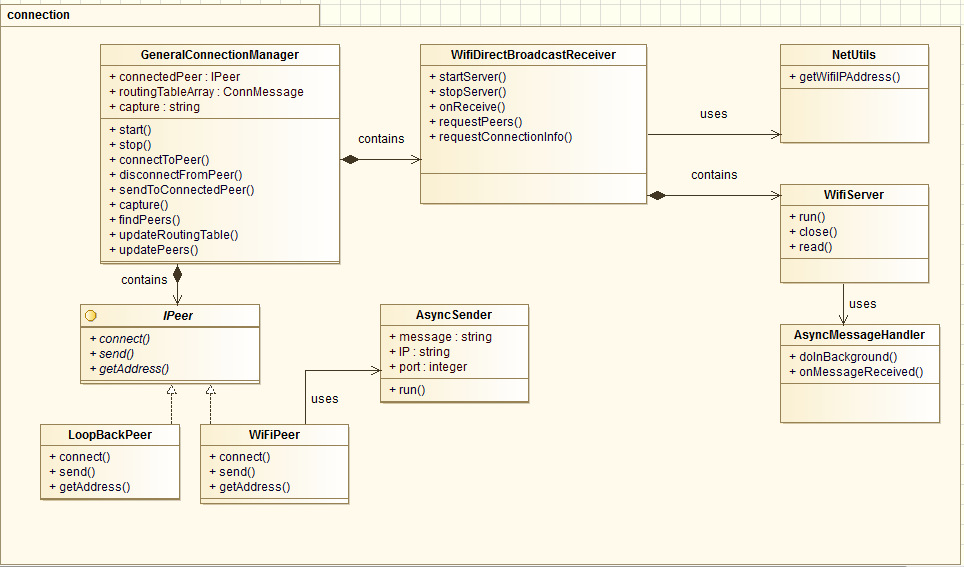 connection
GeneralConnectionManager
+ connectedPeer : IPeer
+ routingTableArray : ConnMessage
+ capture : string
+ start()
+ stop()
+ connectToPeer()
+ disconnectFromPeer()
+ sendToConnectedPeer()
+ capture()
+ findPeers()
+ updateRoutingTable()
+ updatePeers()
contains
WifiDirectBroadcastReceiver
+ startServer()
+ stopServer()
+ onReceive()
+ requestPeers()
+ requestConnectionInfo()
uses
NetUtils
+ getWifiIPAddress()
contains
WifiServer
+ run()
+ close()
+ read()
uses
AsyncMessageHandler
+ doInBackground()
+ onMessageReceived()
contains
IPeer
+ connect()
+ send()
+ getAddress()
AsyncSender
+ message : string
+ IP : string
+ port : integer
+ run()
uses
LoopBackPeer
+ connect()
+ send()
+ getAddress()
WiFiPeer
+ connect()
+ send()
+ getAddress()